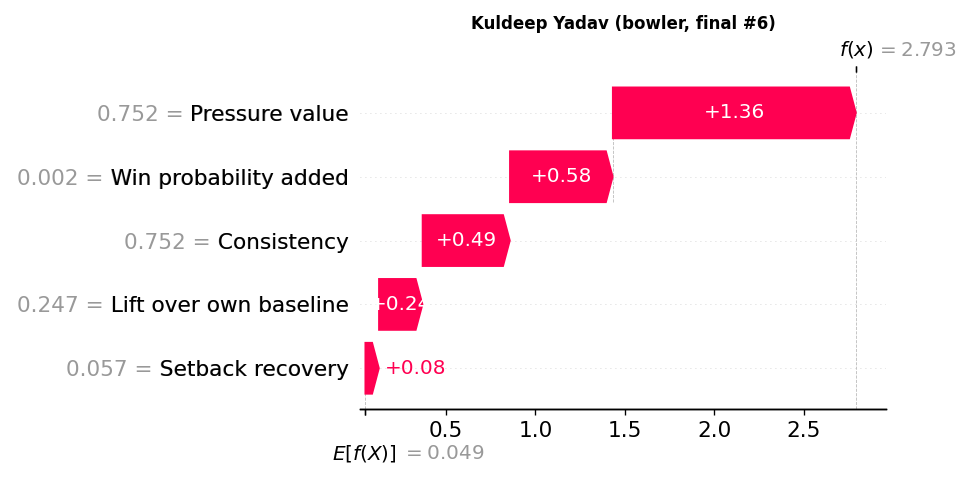 Kuldeep Yadav (bowler, final #6)
f(x) = 2.793
0.752 = Pressure value
+1.36
0.002 = Win probability added
+0.58
0.752 = Consistency
+0.49
0.247 = Lift over own baseline
+0.24
0.057 = Setback recovery
+0.08
0.5 1.0 1.5 2.0 2.5
E[f(X)] = 0.049